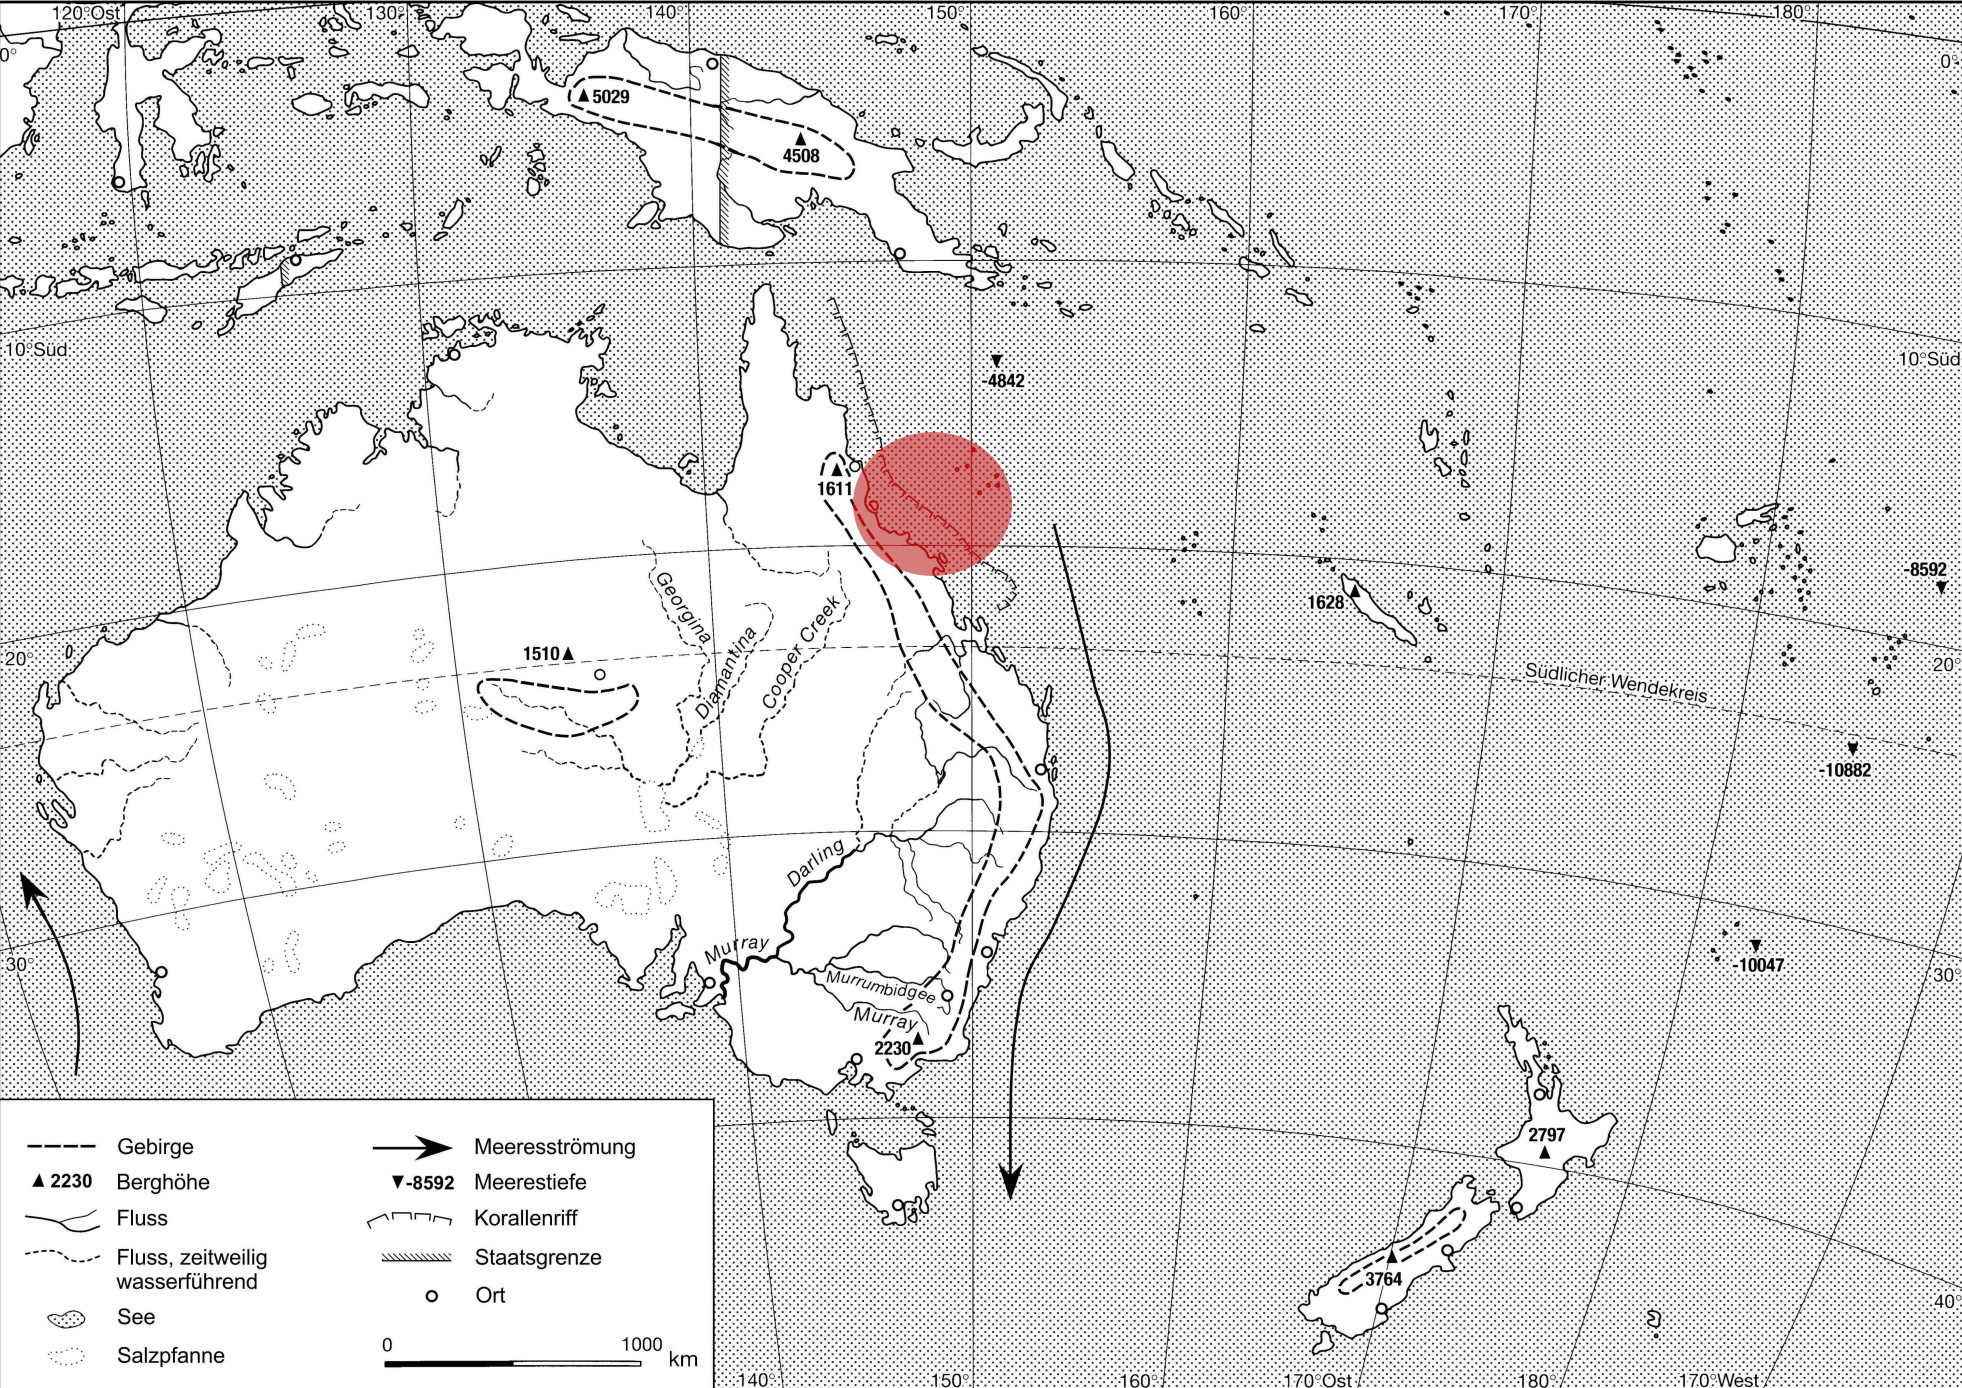 120°Ost
130°
140°
150°
160°
170°
180°
0°
0°
5029
4508
10°Süd
10°Süd
-4842
1611
-8592
1628
Georgina
Diamantina
Cooper Creek
1510
20°
20°
Südlicher Wendekreis
-10882
Darling
Murray
Murrumbidgee
Murray
2230
30°
30°
-10047
2797
3764
40°
Gebirge
2230 Berghöhe
Fluss
Fluss, zeitweilig
wasserführend
See
Salzpfanne
Meeresströmung
-8592 Meerestiefe
Korallenriff
Staatsgrenze
Ort
0 1000 km
140°
150°
160°
170°Ost
180°
170°West